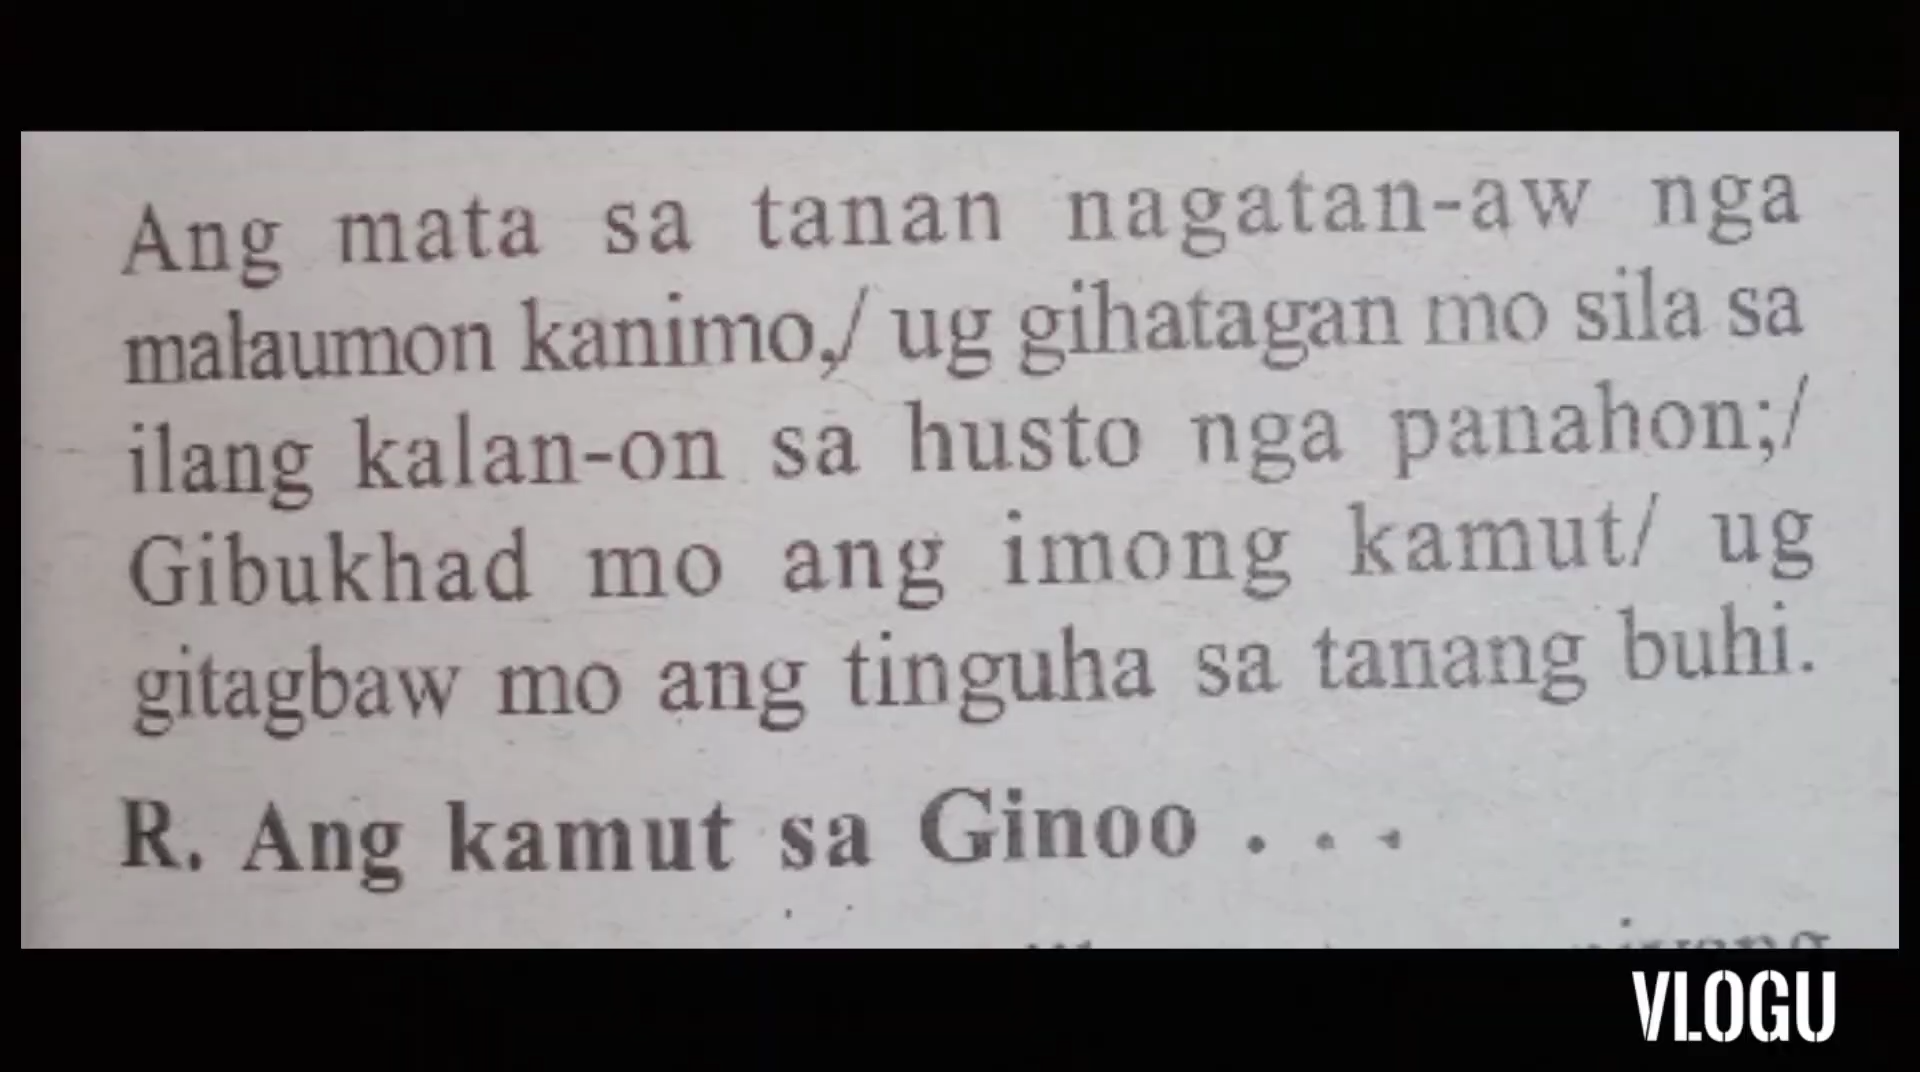 Ang mata sa tanan nagatan-aw nga
malaumon kanimo,/ ug gihatagan mo sila sa
ilang kalan-on sa husto nga panahon;/
Gibukhad mo ang imong kamut/ ug
gitagbaw mo ang tinguha sa tanang buhi.
R. Ang kamut sa Ginoo . . .
VLOGU